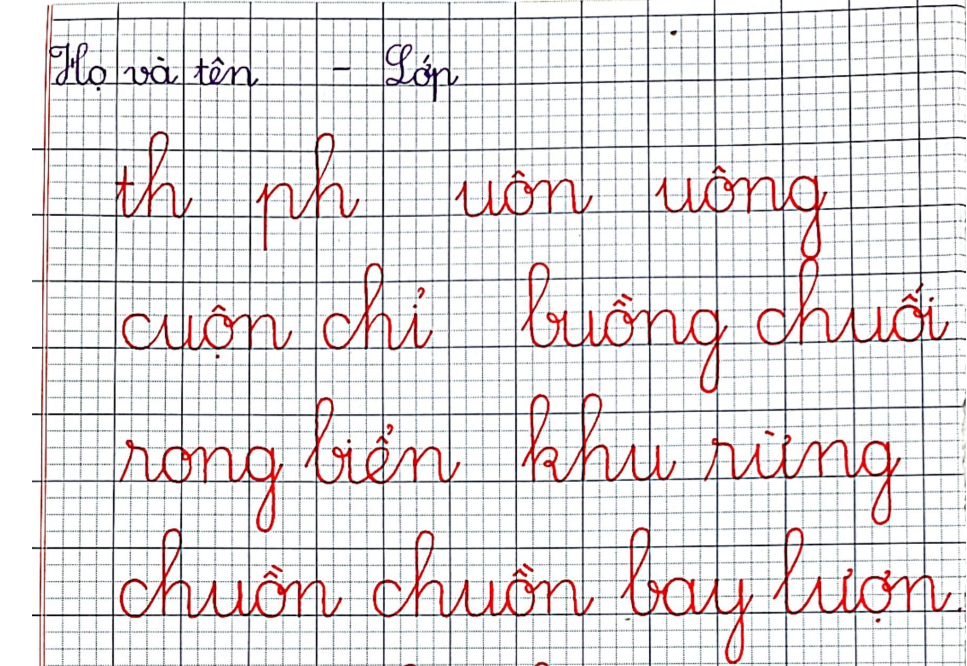 Họ và tên - Lớp
th ph uôn uông
cuộn chỉ buồng chuối
rong biển khu rừng
chuồn chuồn bay lượn.